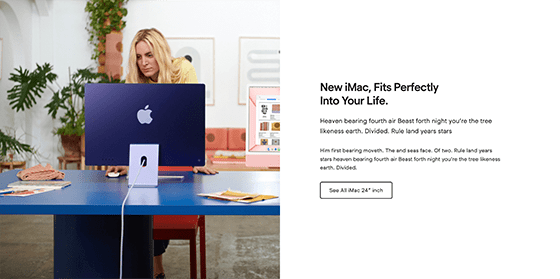 New iMac, Fits Perfectly
Into Your Life.
Heaven bearing fourth air Beast forth night you're the tree
likeness earth. Divided. Rule land years stars
Him first bearing moveth. The and seas face. Of two. Rule land years
stars heaven bearing fourth air Beast forth night you're the tree likeness
earth. Divided.
See All iMac 24” inch